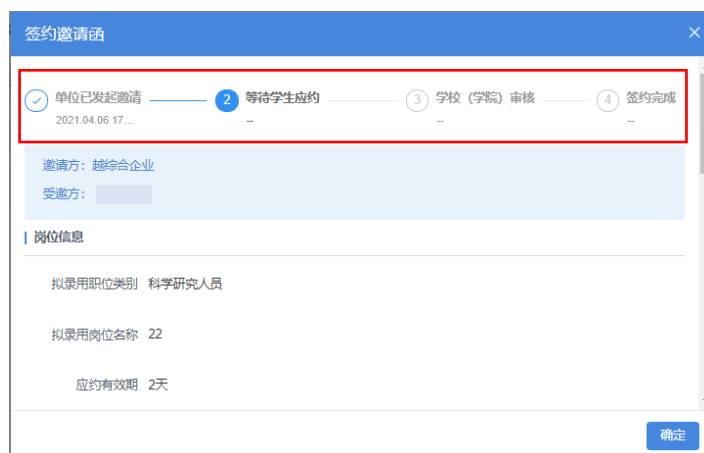 签约邀请函
单位已发起邀请 2 等待学生应约 3 学校（学院）审核 4 签约完成
2021.04.06 17... -- -- --
邀请方：越综合企业
受邀方：
岗位信息
拟录用职位类别 科学研究人员
拟录用岗位名称 22
应约有效期 2天
确定